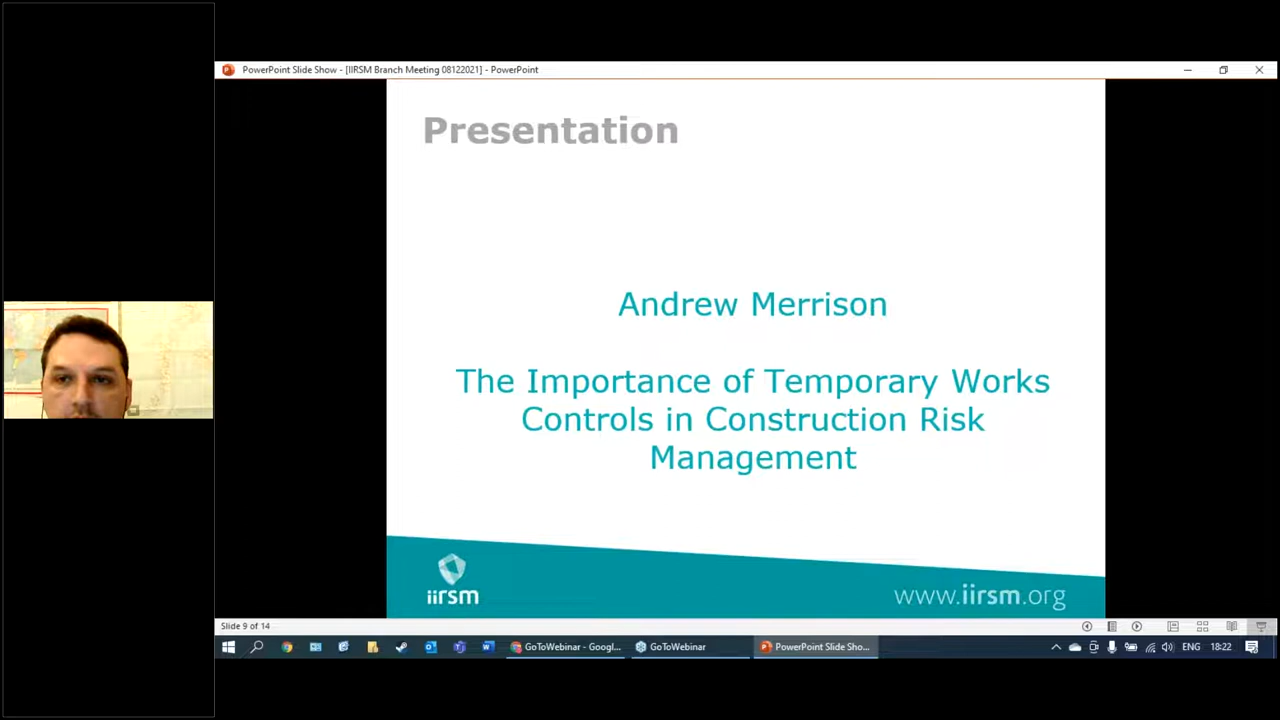 PowerPoint Slide Show - [IIRSM Branch Meeting 08122021] - PowerPoint
Presentation
Andrew Merrison
The Importance of Temporary Works
Controls in Construction Risk
Management
iirsm
www.iirsm.org
Slide 9 of 14
GoToWebinar - Googl...
GoToWebinar
PowerPoint Slide Sho...
ENG
18:22